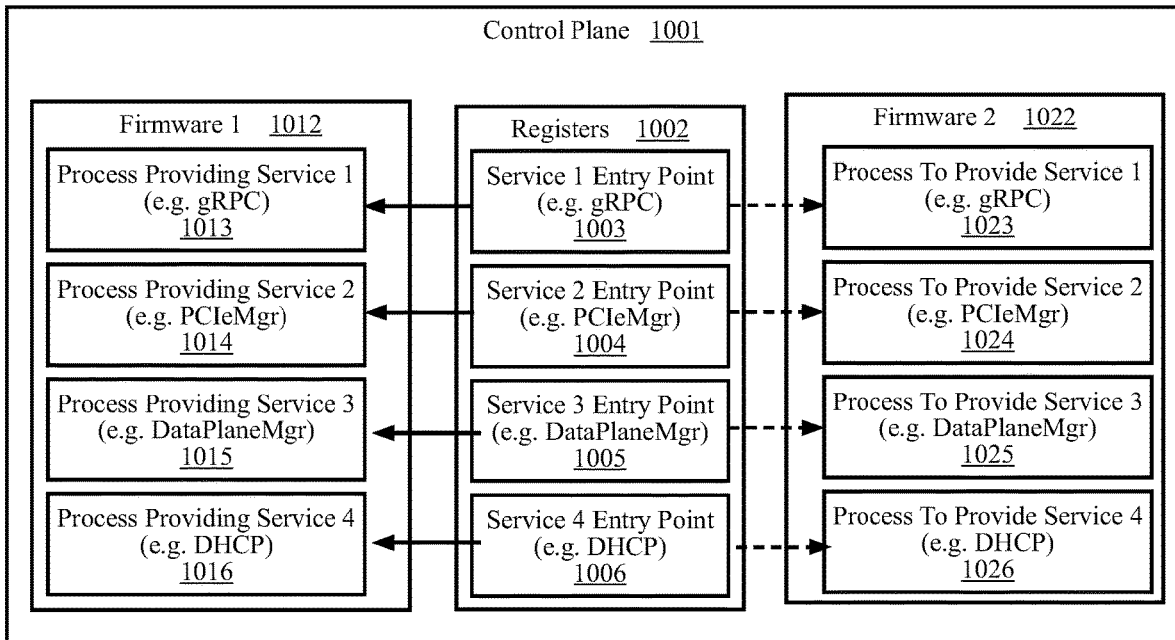 Control Plane 1001
Firmware 1 1012
Process Providing Service 1
(e.g. gRPC)
1013
Process Providing Service 2
(e.g. PCIeMgr)
1014
Process Providing Service 3
(e.g. DataPlaneMgr)
1015
Process Providing Service 4
(e.g. DHCP)
1016
Registers 1002
Service 1 Entry Point
(e.g. gRPC)
1003
Service 2 Entry Point
(e.g. PCIeMgr)
1004
Service 3 Entry Point
(e.g. DataPlaneMgr)
1005
Service 4 Entry Point
(e.g. DHCP)
1006
Firmware 2 1022
Process To Provide Service 1
(e.g. gRPC)
1023
Process To Provide Service 2
(e.g. PCIeMgr)
1024
Process To Provide Service 3
(e.g. DataPlaneMgr)
1025
Process To Provide Service 4
(e.g. DHCP)
1026